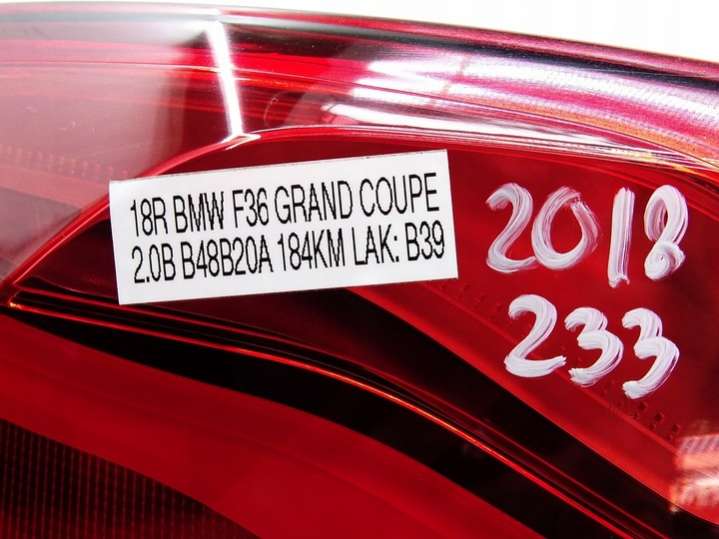 18R BMW F36 GRAND COUPE
2.0B B48B20A 184KM LAK: B39
2018
233